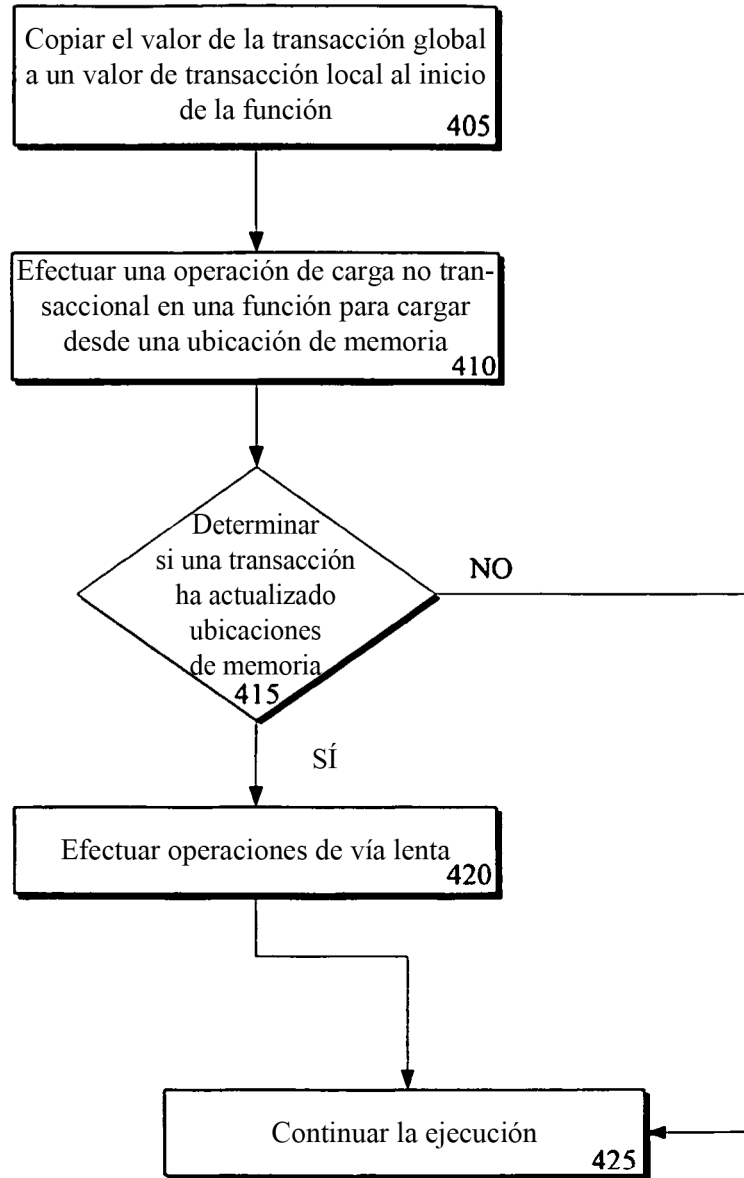 Copiar el valor de la transacción global
a un valor de transacción local al inicio
de la función
405
Efectuar una operación de carga no tran-
saccional en una función para cargar
desde una ubicación de memoria
410
Determinar
si una transacción
ha actualizado
ubicaciones
de memoria
415
NO
SÍ
Efectuar operaciones de vía lenta
420
Continuar la ejecución
425